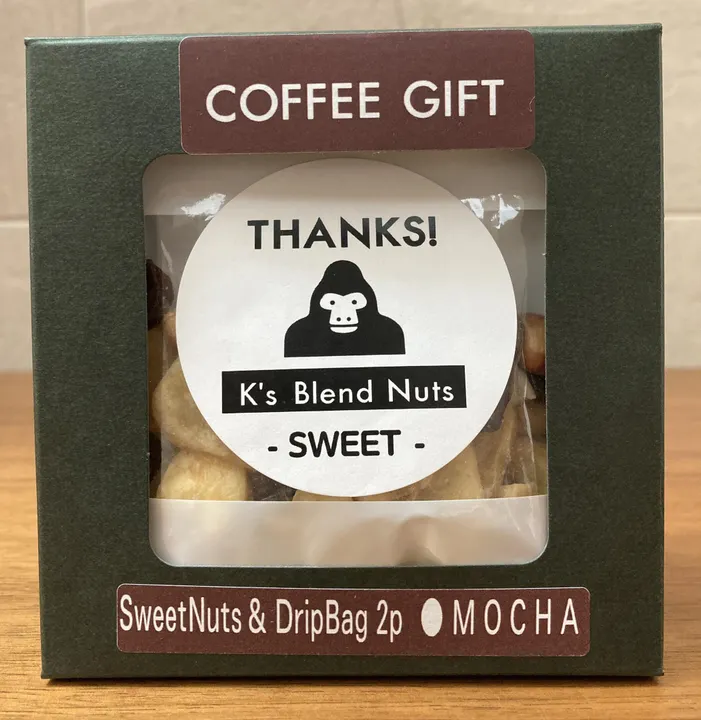 COFFEE GIFT
THANKS!
K's Blend Nuts
- SWEET -
SweetNuts & DripBag 2p ● MOCHA